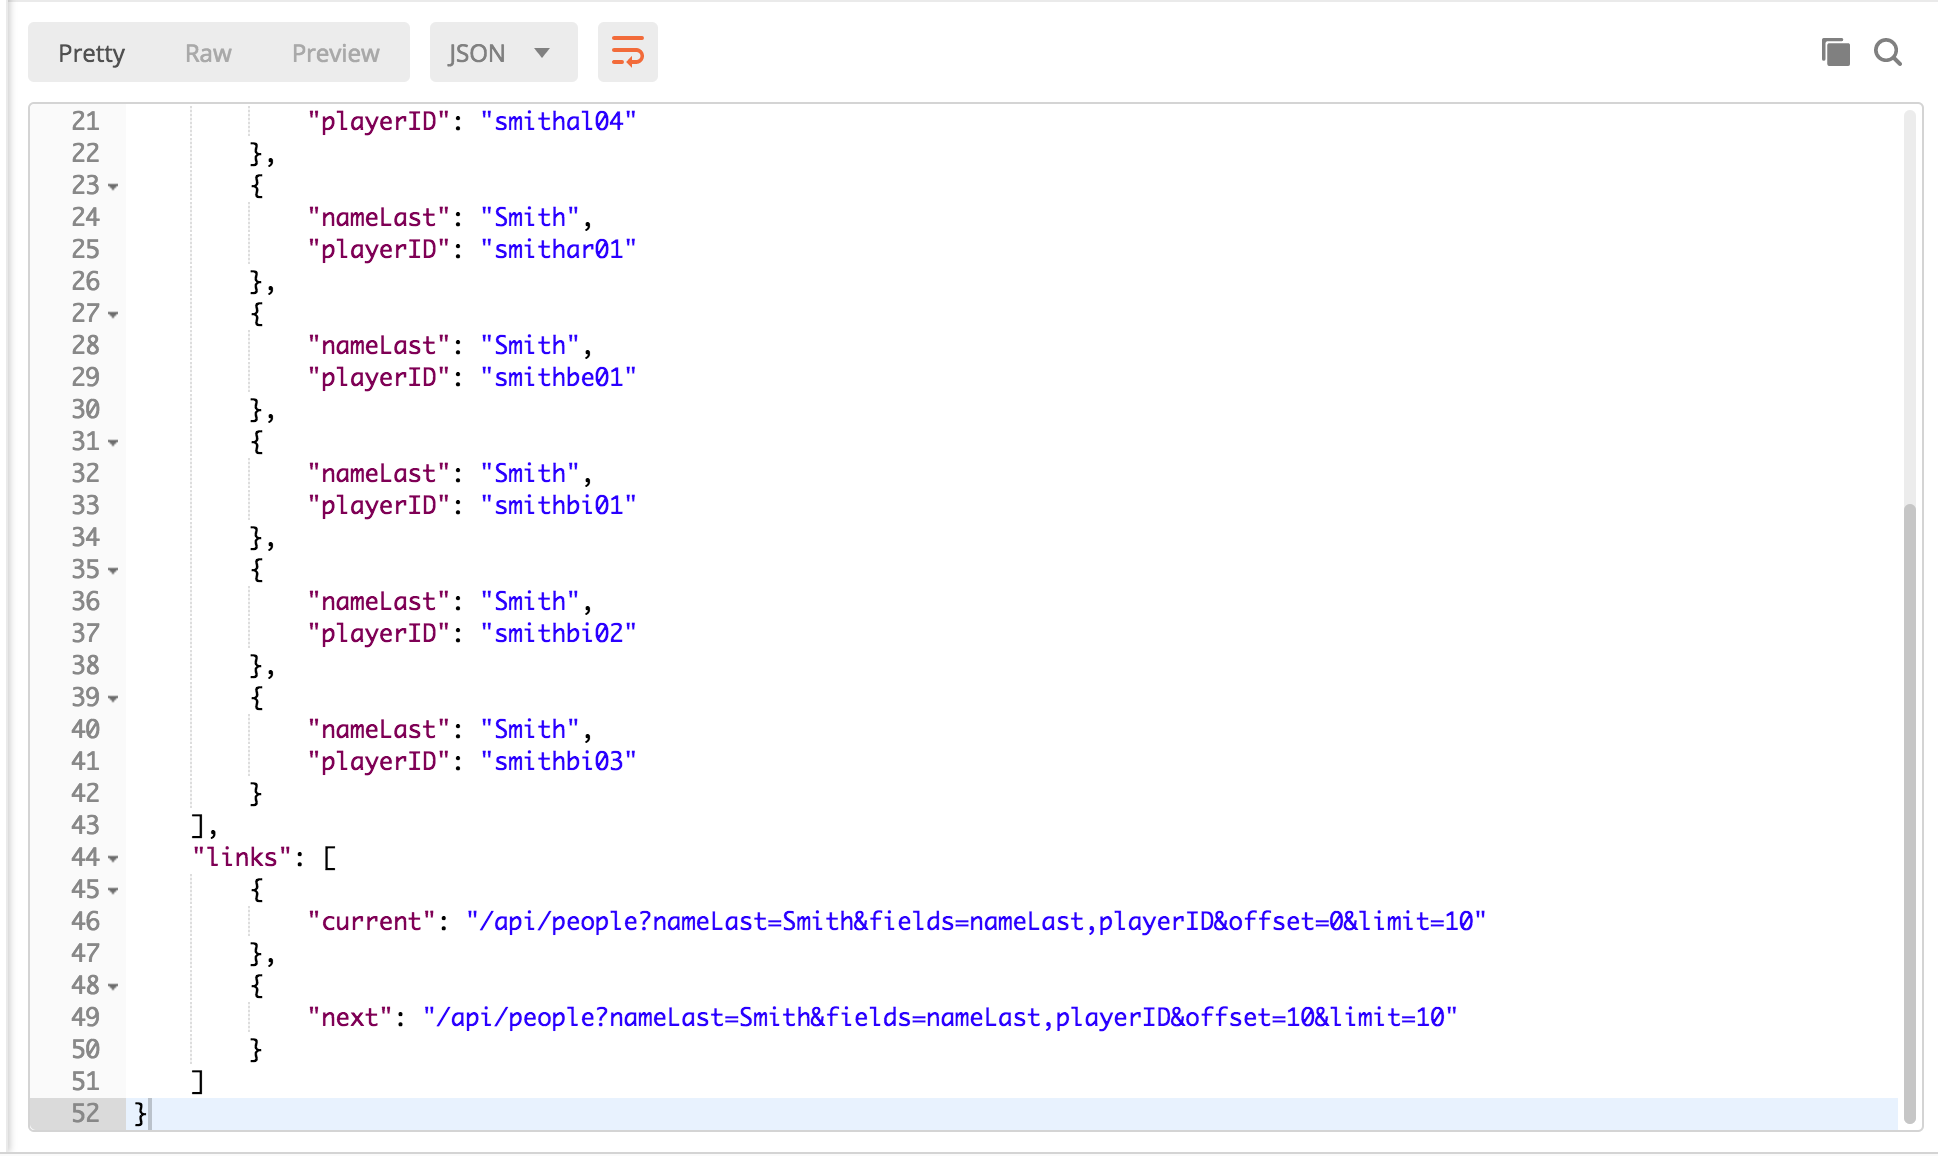 Pretty Raw Preview JSON
21 "playerID": "smithal04"
22 },
23 {
24 "nameLast": "Smith",
25 "playerID": "smithar01"
26 },
27 {
28 "nameLast": "Smith",
29 "playerID": "smithbe01"
30 },
31 {
32 "nameLast": "Smith",
33 "playerID": "smithbi01"
34 },
35 {
36 "nameLast": "Smith",
37 "playerID": "smithbi02"
38 },
39 {
40 "nameLast": "Smith",
41 "playerID": "smithbi03"
42 }
43 ],
44 "links": [
45 {
46 "current": "/api/people?nameLast=Smith&fields=nameLast,playerID&offset=0&limit=10"
47 },
48 {
49 "next": "/api/people?nameLast=Smith&fields=nameLast,playerID&offset=10&limit=10"
50 }
51 ]
52 }